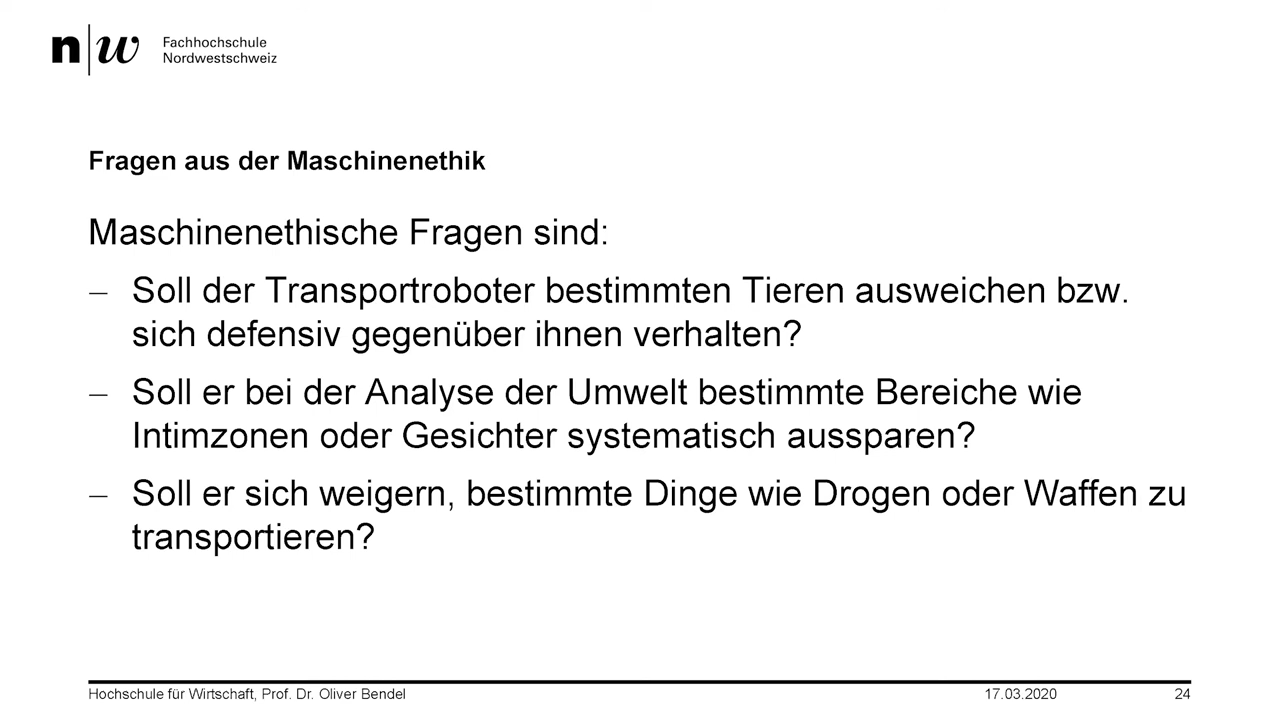 n|w Fachhochschule
Nordwestschweiz
Fragen aus der Maschinenethik
Maschinenethische Fragen sind:
– Soll der Transportroboter bestimmten Tieren ausweichen bzw.
sich defensiv gegenüber ihnen verhalten?
– Soll er bei der Analyse der Umwelt bestimmte Bereiche wie
Intimzonen oder Gesichter systematisch aussparen?
– Soll er sich weigern, bestimmte Dinge wie Drogen oder Waffen zu
transportieren?
Hochschule für Wirtschaft, Prof. Dr. Oliver Bendel 17.03.2020 24